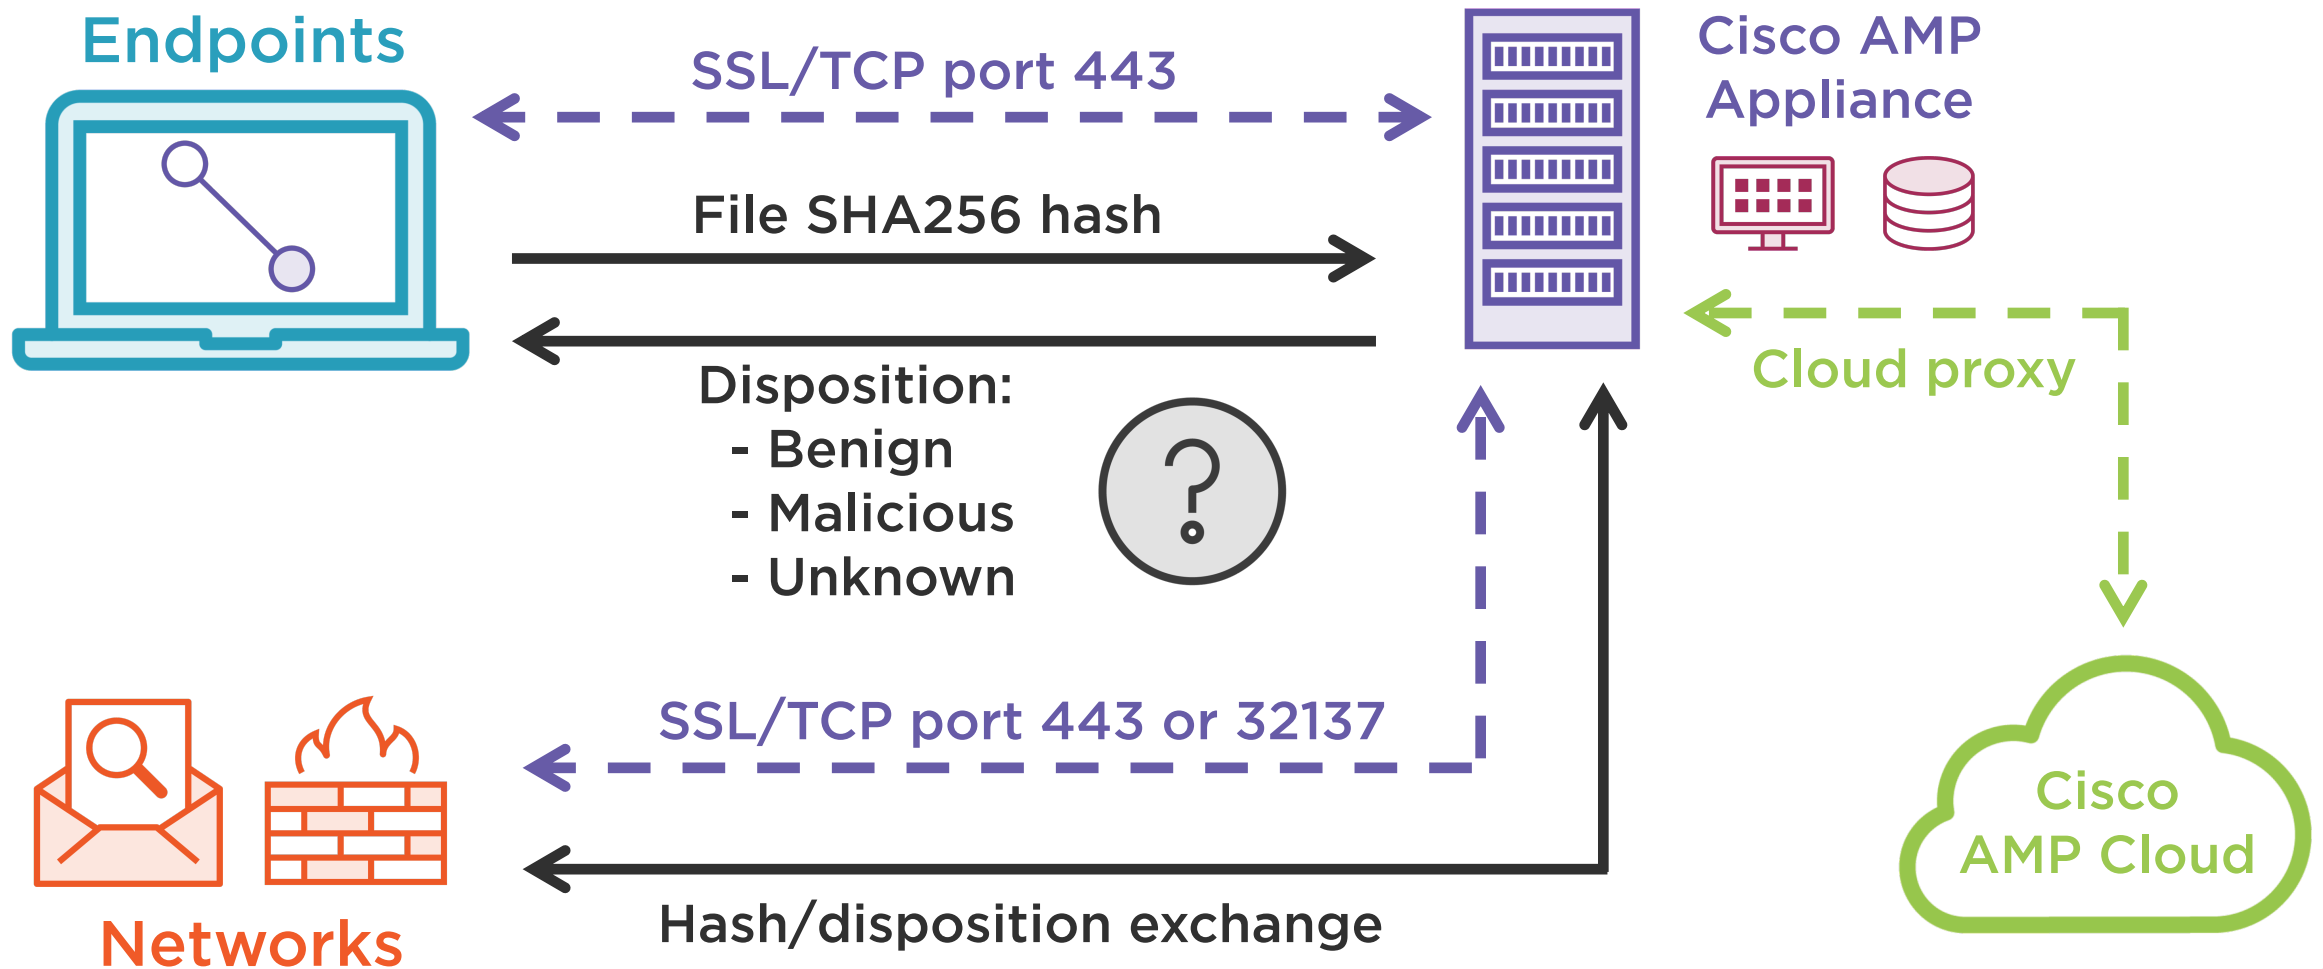 Endpoints
SSL/TCP port 443
Cisco AMP
Appliance
File SHA256 hash
Disposition:
- Benign
- Malicious
- Unknown
Cloud proxy
SSL/TCP port 443 or 32137
Cisco
AMP Cloud
Networks
Hash/disposition exchange